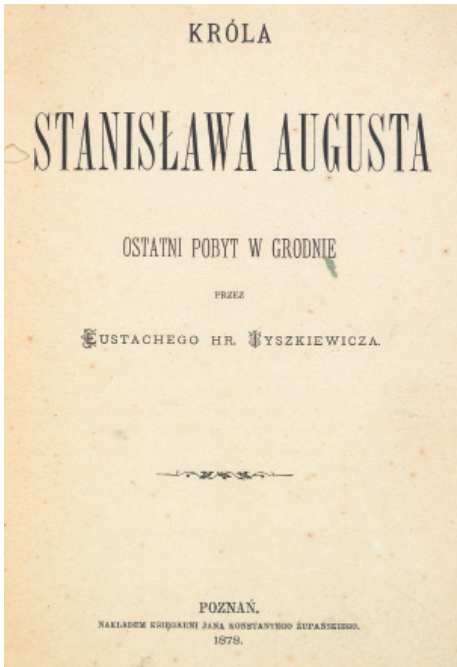 KRÓLA
STANISŁAWA AUGUSTA
OSTATNI POBYT W GRODNIE
PRZEZ
EUSTACHEGO HR. TYSZKIEWICZA.
POZNAŃ.
NAKŁADEM KSIĘGARNI JANA KONSTANTEGO ŻUPAŃSKIEGO.
1878.